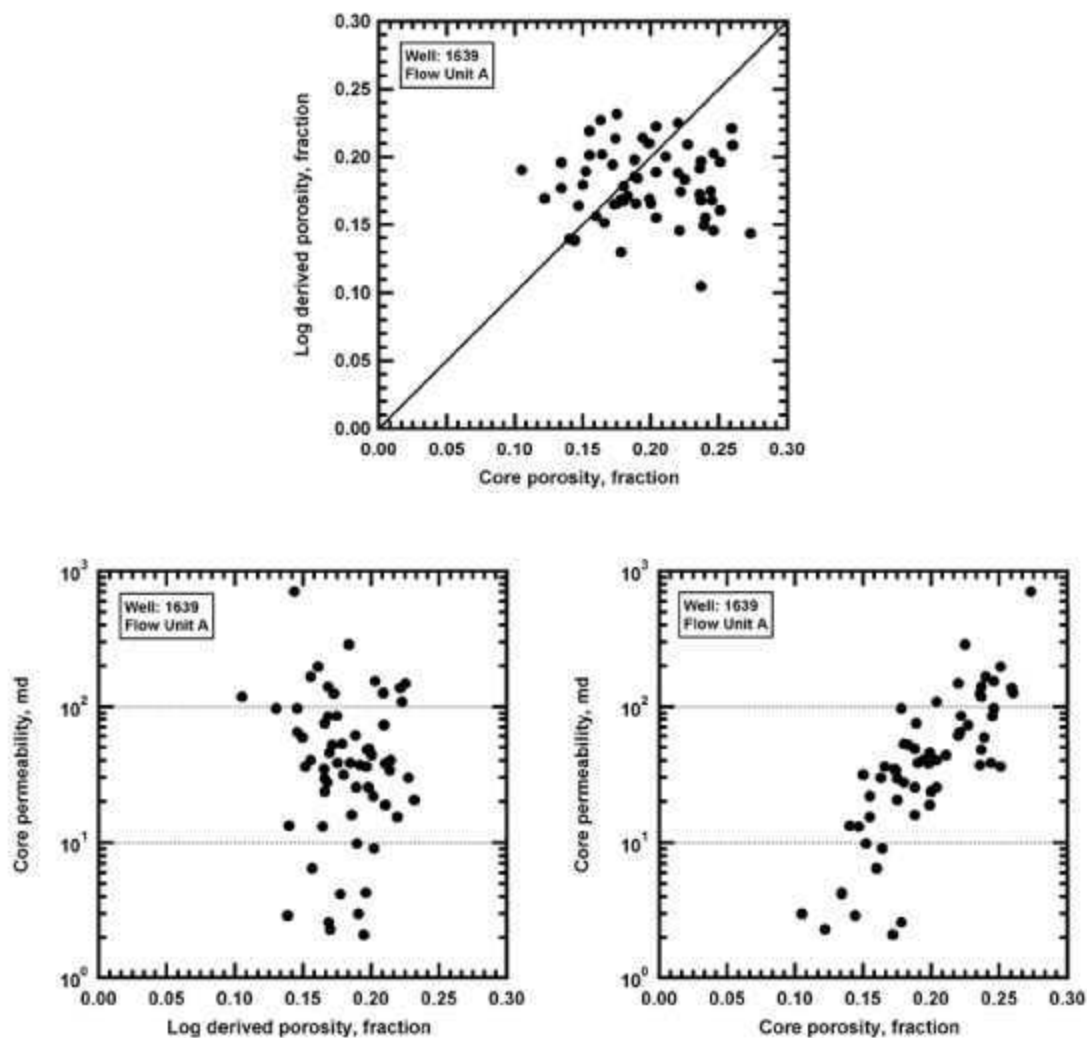 0.30
Well: 1639
Flow Unit A
0.25
0.20
0.15
0.10
0.05
0.00
Log derived porosity, fraction
0.00 0.05 0.10 0.15 0.20 0.25 0.30
Core porosity, fraction
10³
Well: 1639
Flow Unit A
10²
10¹
10⁰
Core permeability, md
0.00 0.05 0.10 0.15 0.20 0.25 0.30
Log derived porosity, fraction
10³
Well: 1639
Flow Unit A
10²
10¹
10⁰
Core permeability, md
0.00 0.05 0.10 0.15 0.20 0.25 0.30
Core porosity, fraction